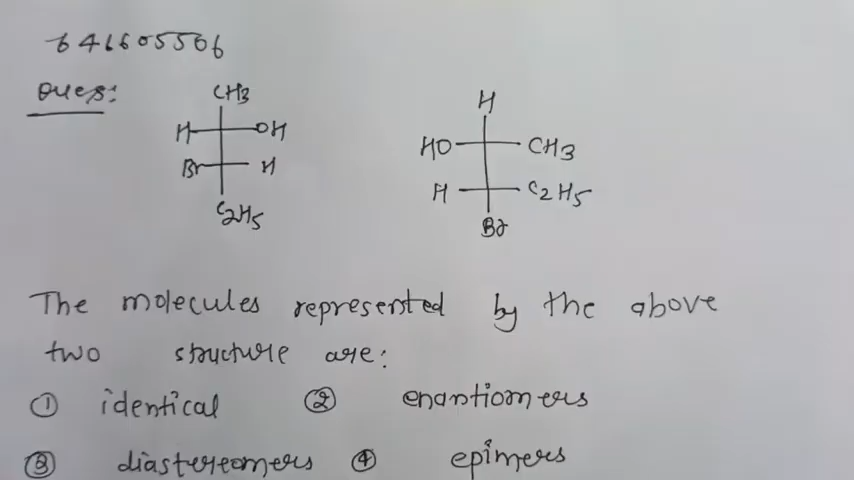 641605506
Ques:
CH3
H OH
Br H
C2H5
H
HO CH3
H C2H5
Br
The molecules represented by the above
two structure are:
① identical ② enantiomers
③ diastereomers ④ epimers